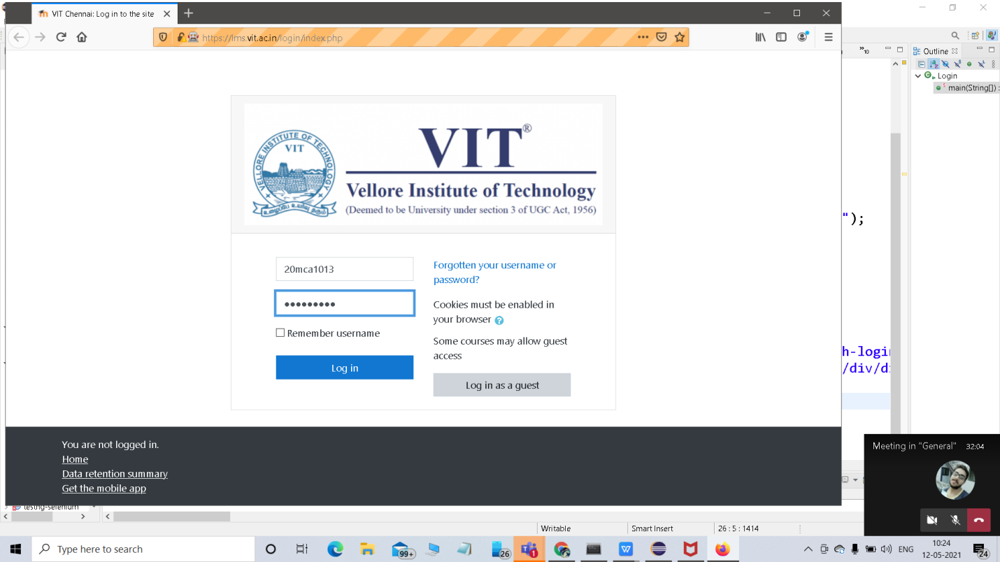 VIT Chennai: Log in to the site
https://lms.vit.ac.in/login/index.php
»10
Outline
Login
main(String[]) :
VELLORE INSTITUTE OF TECHNOLOGY
VIT
VIT®
Vellore Institute of Technology
(Deemed to be University under section 3 of UGC Act, 1956)
");
20mca1013
•••••••••
Remember username
Log in
Forgotten your username or
password?
Cookies must be enabled in
your browser
Some courses may allow guest
access
Log in as a guest
h-login
/div/di
You are not logged in.
Home
Data retention summary
Get the mobile app
Meeting in "General" 32:04
testng-selenium
Writable
Smart Insert
26 : 5 : 1414
Type here to search
99+
26
1
ENG
10:24
12-05-2021
24